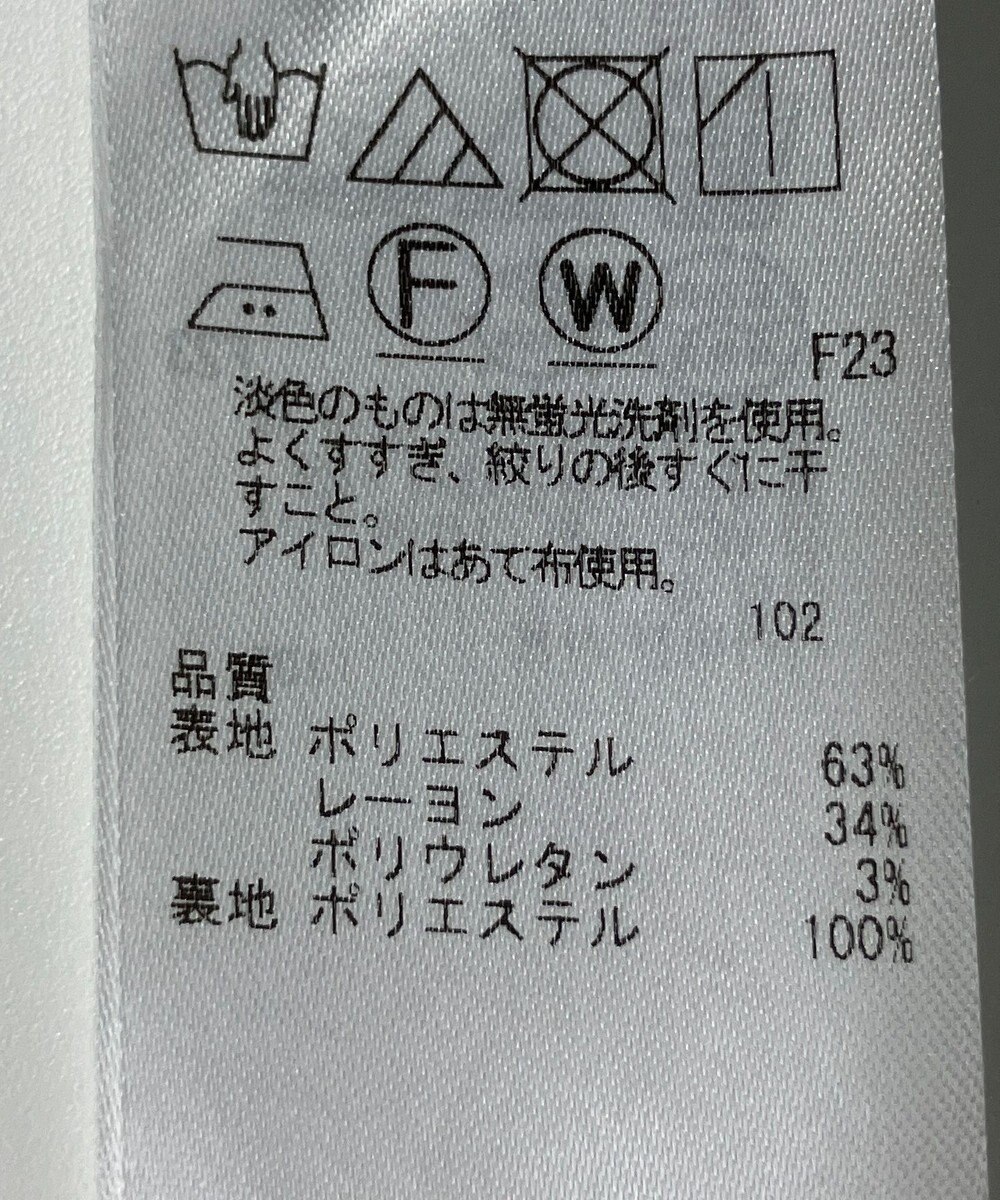 F
W
F23
淡色のものは無蛍光洗剤を使用。
よくすすぎ、絞りの後すぐに干
すこと。
アイロンはあて布使用。
102
品質
表地 ポリエステル 63%
レーヨン 34%
ポリウレタン 3%
裏地 ポリエステル 100%